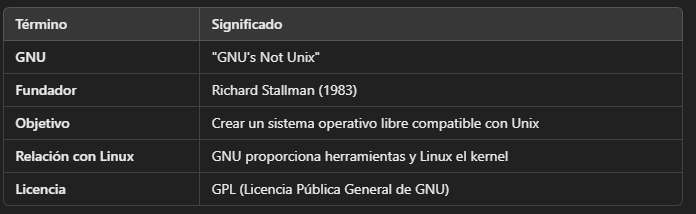 Término Significado
GNU "GNU's Not Unix"
Fundador Richard Stallman (1983)
Objetivo Crear un sistema operativo libre compatible con Unix
Relación con Linux GNU proporciona herramientas y Linux el kernel
Licencia GPL (Licencia Pública General de GNU)